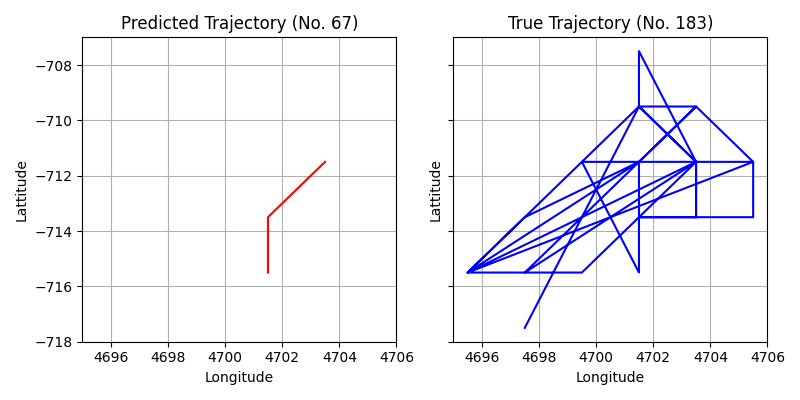 Predicted Trajectory (No. 67)
True Trajectory (No. 183)
Lattitude
−708
−710
−712
−714
−716
−718
4696 4698 4700 4702 4704 4706
Longitude
Lattitude
4696 4698 4700 4702 4704 4706
Longitude